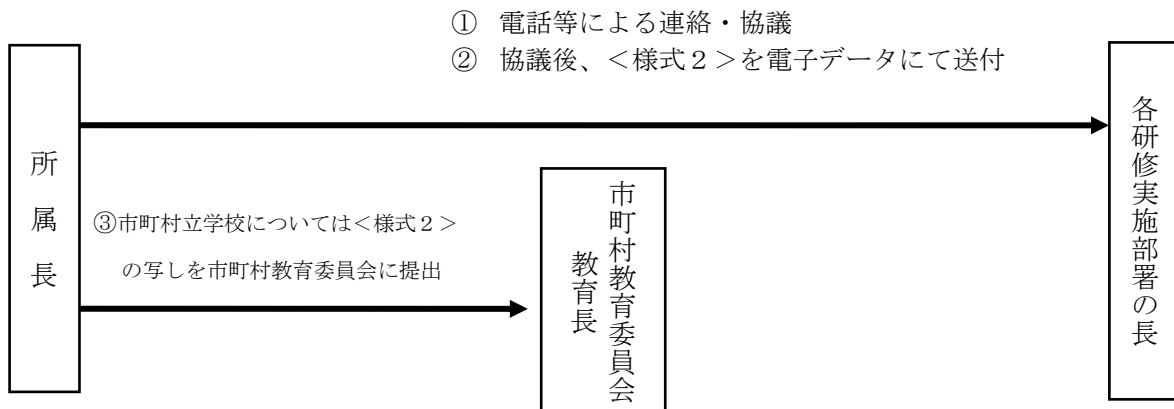 ① 電話等による連絡・協議
② 協議後、＜様式２＞を電子データにて送付
所属長
③市町村立学校については＜様式２＞
の写しを市町村教育委員会に提出
市町村教育委員会
教育長
各研修実施部署の長